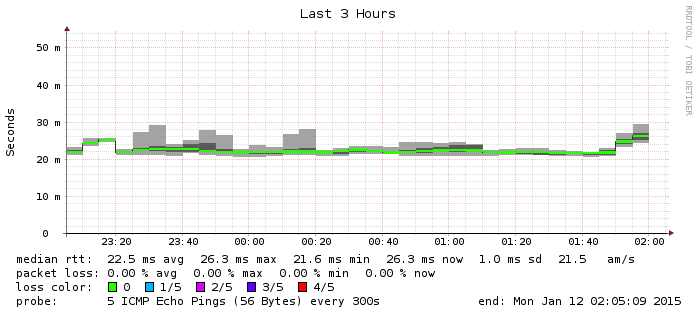 Last 3 Hours
RRDTOOL / TOBI OETIKER
Seconds
50 m
40 m
30 m
20 m
10 m
0
23:20 23:40 00:00 00:20 00:40 01:00 01:20 01:40 02:00
median rtt: 22.5 ms avg 26.3 ms max 21.6 ms min 26.3 ms now 1.0 ms sd 21.5 am/s
packet loss: 0.00 % avg 0.00 % max 0.00 % min 0.00 % now
loss color: 0 1/5 2/5 3/5 4/5
probe: 5 ICMP Echo Pings (56 Bytes) every 300s end: Mon Jan 12 02:05:09 2015